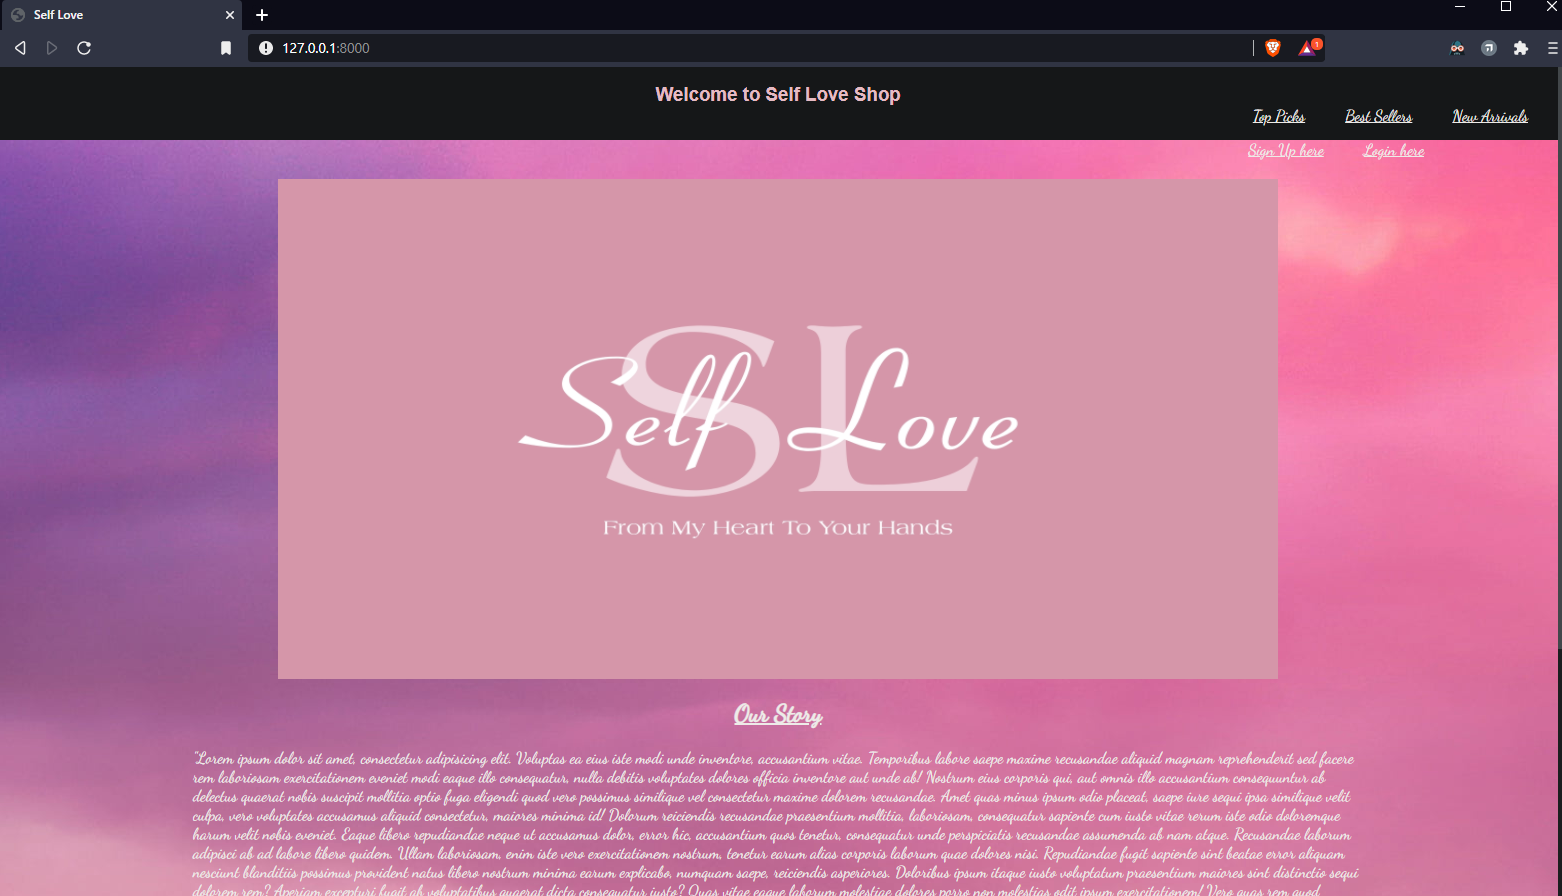 Self Love
127.0.0.1:8000
1
Welcome to Self Love Shop
Top Picks Best Sellers New Arrivals
Sign Up here Login here
SL
Self Love
From My Heart To Your Hands
Our Story
"Lorem ipsum dolor sit amet, consectetur adipisicing elit. Voluptas ea eius iste modi unde inventore, accusantium vitae. Temporibus labore saepe maxime recusandae aliquid magnam reprehenderit sed facere
rem laboriosam exercitationem eveniet modi eaque illo consequatur, nulla debitis voluptates dolores officia inventore aut unde ab! Nostrum eius corporis qui, aut omnis illo accusantium consequuntur ab
delectus quaerat nobis suscipit mollitia optio fuga eligendi quod vero possimus similique vel consectetur maxime dolorem recusandae. Amet quas minus ipsum odio placeat, saepe iure sequi ipsa similique velit
culpa, vero voluptates accusamus aliquid consectetur, maiores minima id! Dolorum reiciendis recusandae praesentium mollitia, laboriosam, consequatur sapiente cum iusto vitae rerum iste odio doloremque
harum velit nobis eveniet. Eaque libero repudiandae neque ut accusamus dolor, error hic, accusantium quos tenetur, consequatur unde perspiciatis recusandae assumenda ab nam atque. Recusandae laborum
adipisci ab ad labore libero quidem. Ullam laboriosam, enim iste vero exercitationem nostrum, tenetur earum alias corporis laborum quae dolores nisi. Repudiandae fugit sapiente sint beatae error aliquam
nesciunt blanditiis possimus provident natus libero nostrum minima earum explicabo, numquam saepe, reiciendis asperiores. Doloribus ipsum itaque iusto voluptatum praesentium maiores sint distinctio sequi
dolorem rem? Aperiam excepturi fugit ab voluptatibus quaerat dicta consequatur iusto? Quas vitae eaque laborum molestiae dolores porro non molestias odit ipsum exercitationem! Vero quas rem quod